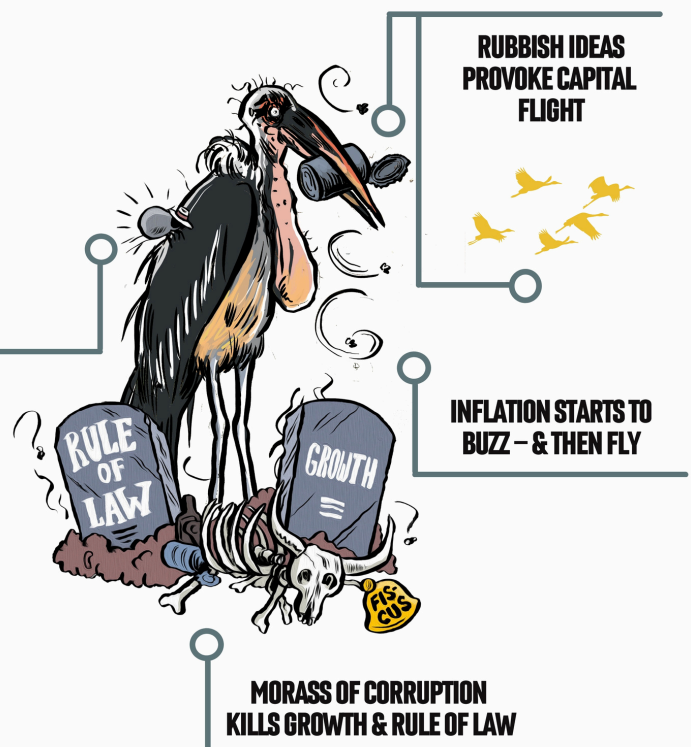 RUBBISH IDEAS
PROVOKE CAPITAL
FLIGHT
INFLATION STARTS TO
BUZZ – & THEN FLY
RULE
OF
LAW
GROWTH
FIS-
CUS
MORASS OF CORRUPTION
KILLS GROWTH & RULE OF LAW